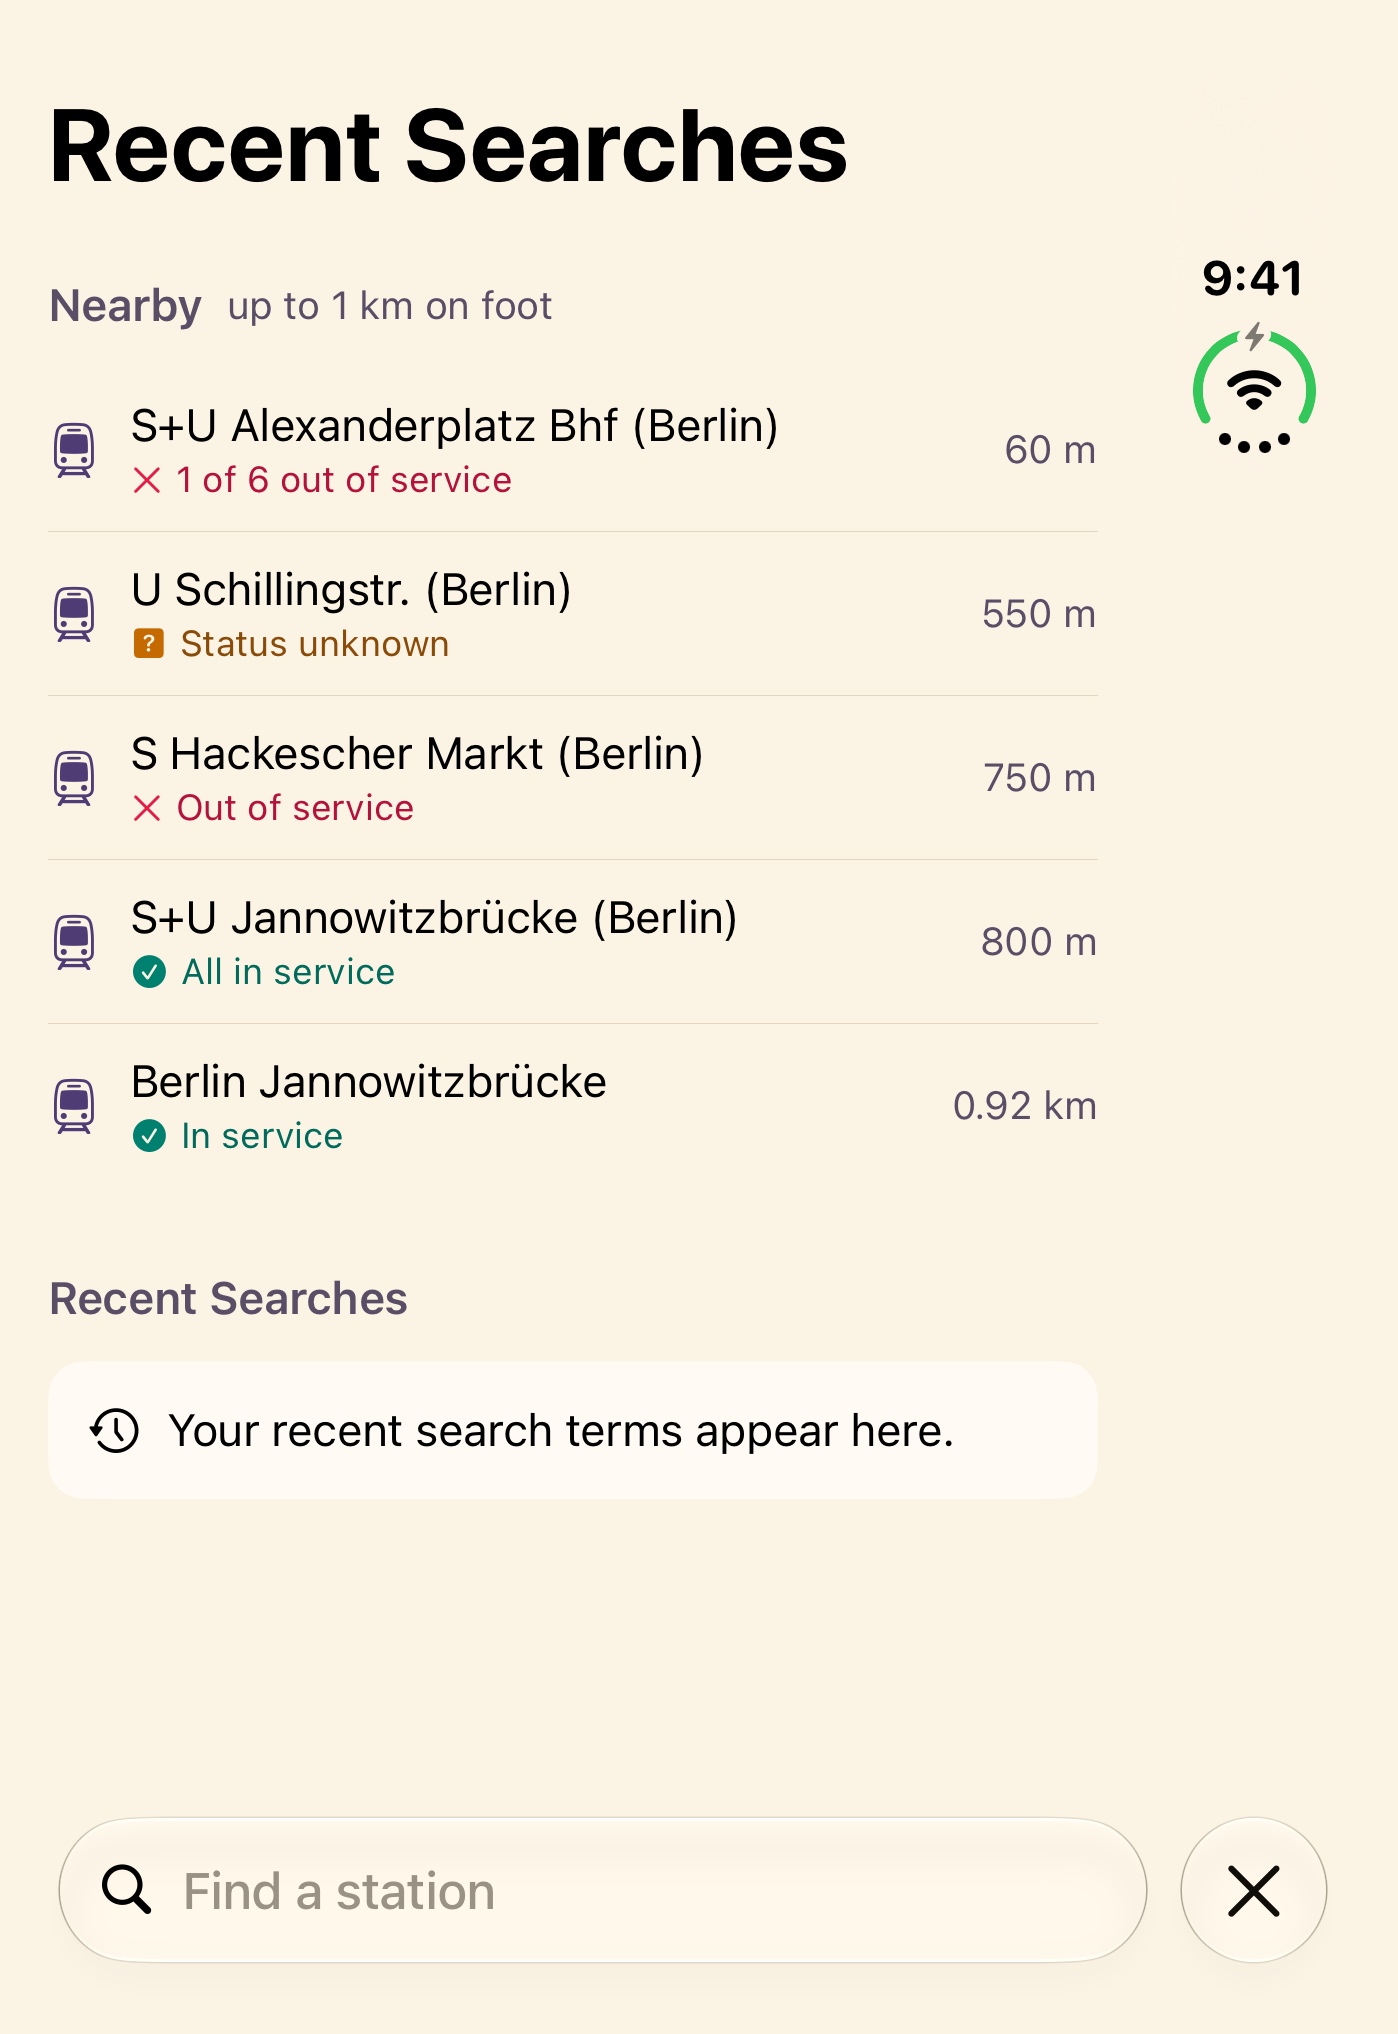 Recent Searches
9:41
Nearby up to 1 km on foot
S+U Alexanderplatz Bhf (Berlin)
1 of 6 out of service
60 m
U Schillingstr. (Berlin)
? Status unknown
550 m
S Hackescher Markt (Berlin)
Out of service
750 m
S+U Jannowitzbrücke (Berlin)
All in service
800 m
Berlin Jannowitzbrücke
In service
0.92 km
Recent Searches
Your recent search terms appear here.
Find a station